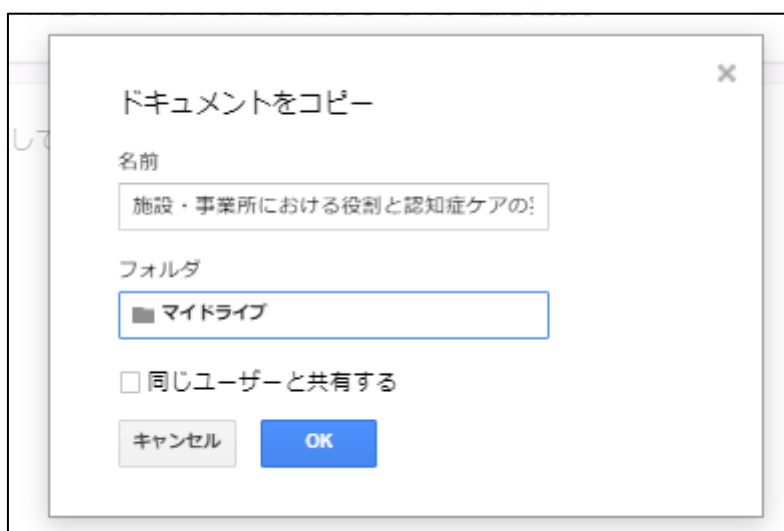 ドキュメントをコピー
して
名前
施設・事業所における役割と認知症ケアの
フォルダ
マイドライブ
同じユーザーと共有する
キャンセル OK